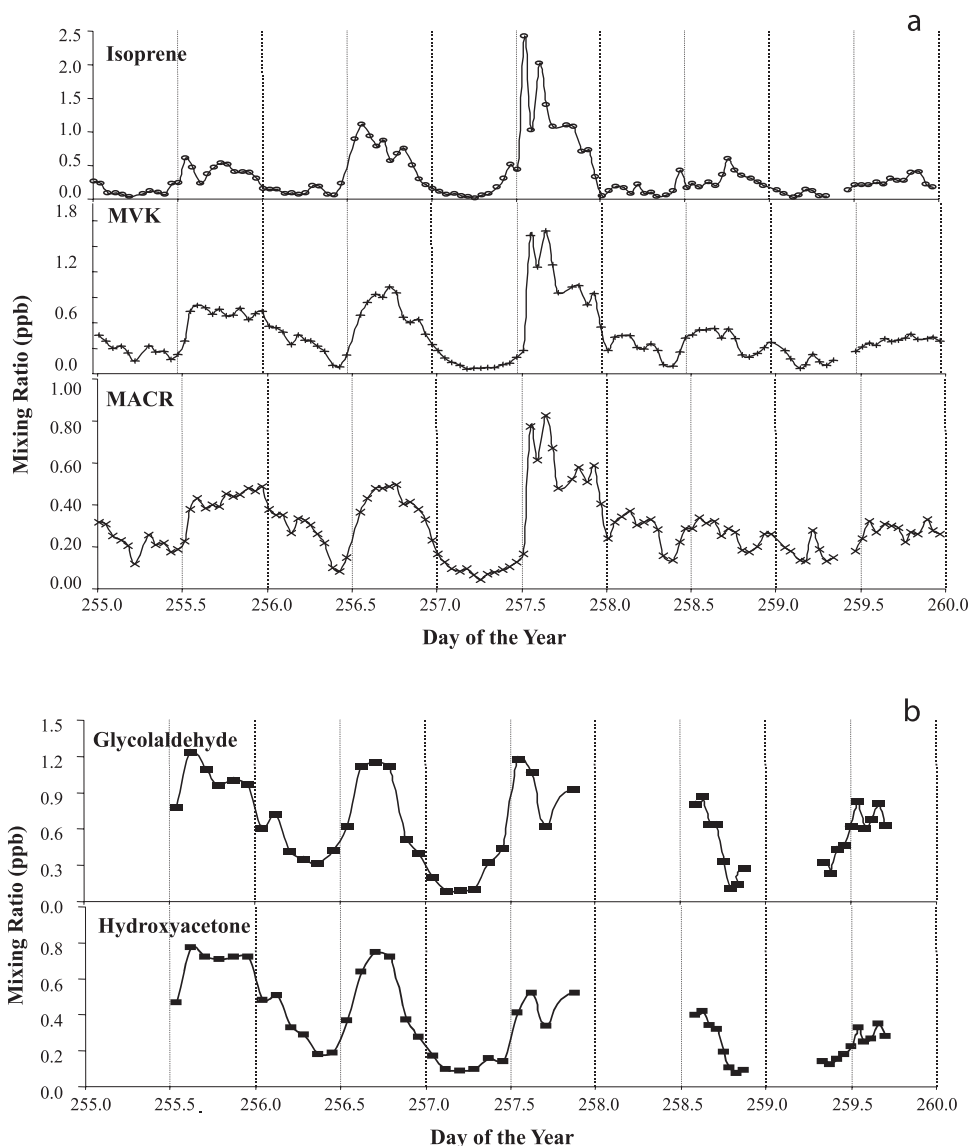 a
Isoprene
2.5
2.0
1.5
1.0
0.5
0.0
MVK
1.8
1.2
0.6
0.0
MACR
1.00
0.80
0.60
0.40
0.20
0.00
Mixing Ratio (ppb)
255.0 255.5 256.0 256.5 257.0 257.5 258.0 258.5 259.0 259.5 260.0
Day of the Year
b
Glycolaldehyde
1.5
1.2
0.9
0.6
0.3
0.0
Hydroxyacetone
0.8
0.6
0.4
0.2
0.0
Mixing Ratio (ppb)
255.0 255.5 256.0 256.5 257.0 257.5 258.0 258.5 259.0 259.5 260.0
Day of the Year